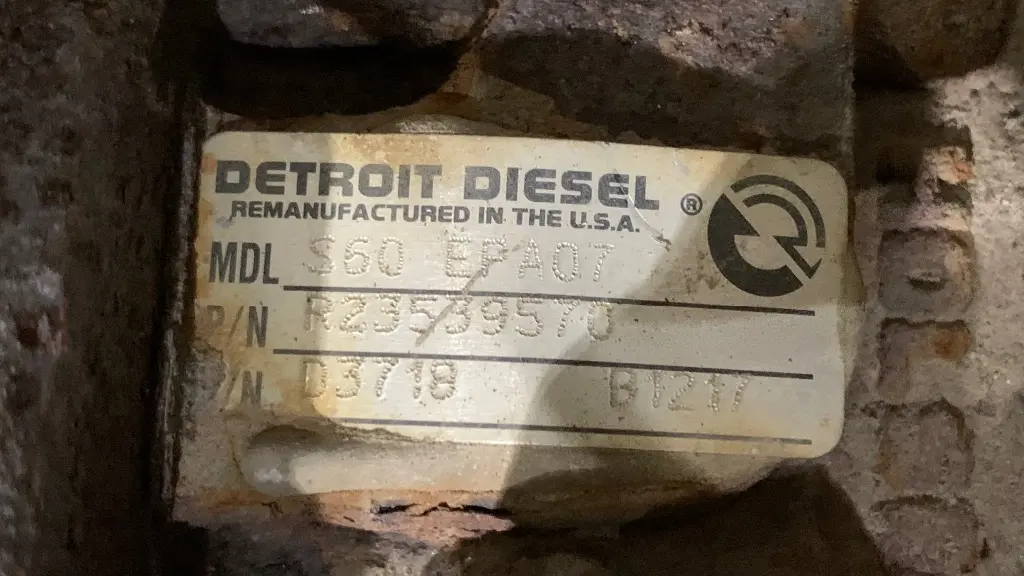 DETROIT DIESEL ®
REMANUFACTURED IN THE U.S.A.
MDL S60 EPA07
P/N R23539570
/N D3718 B1217